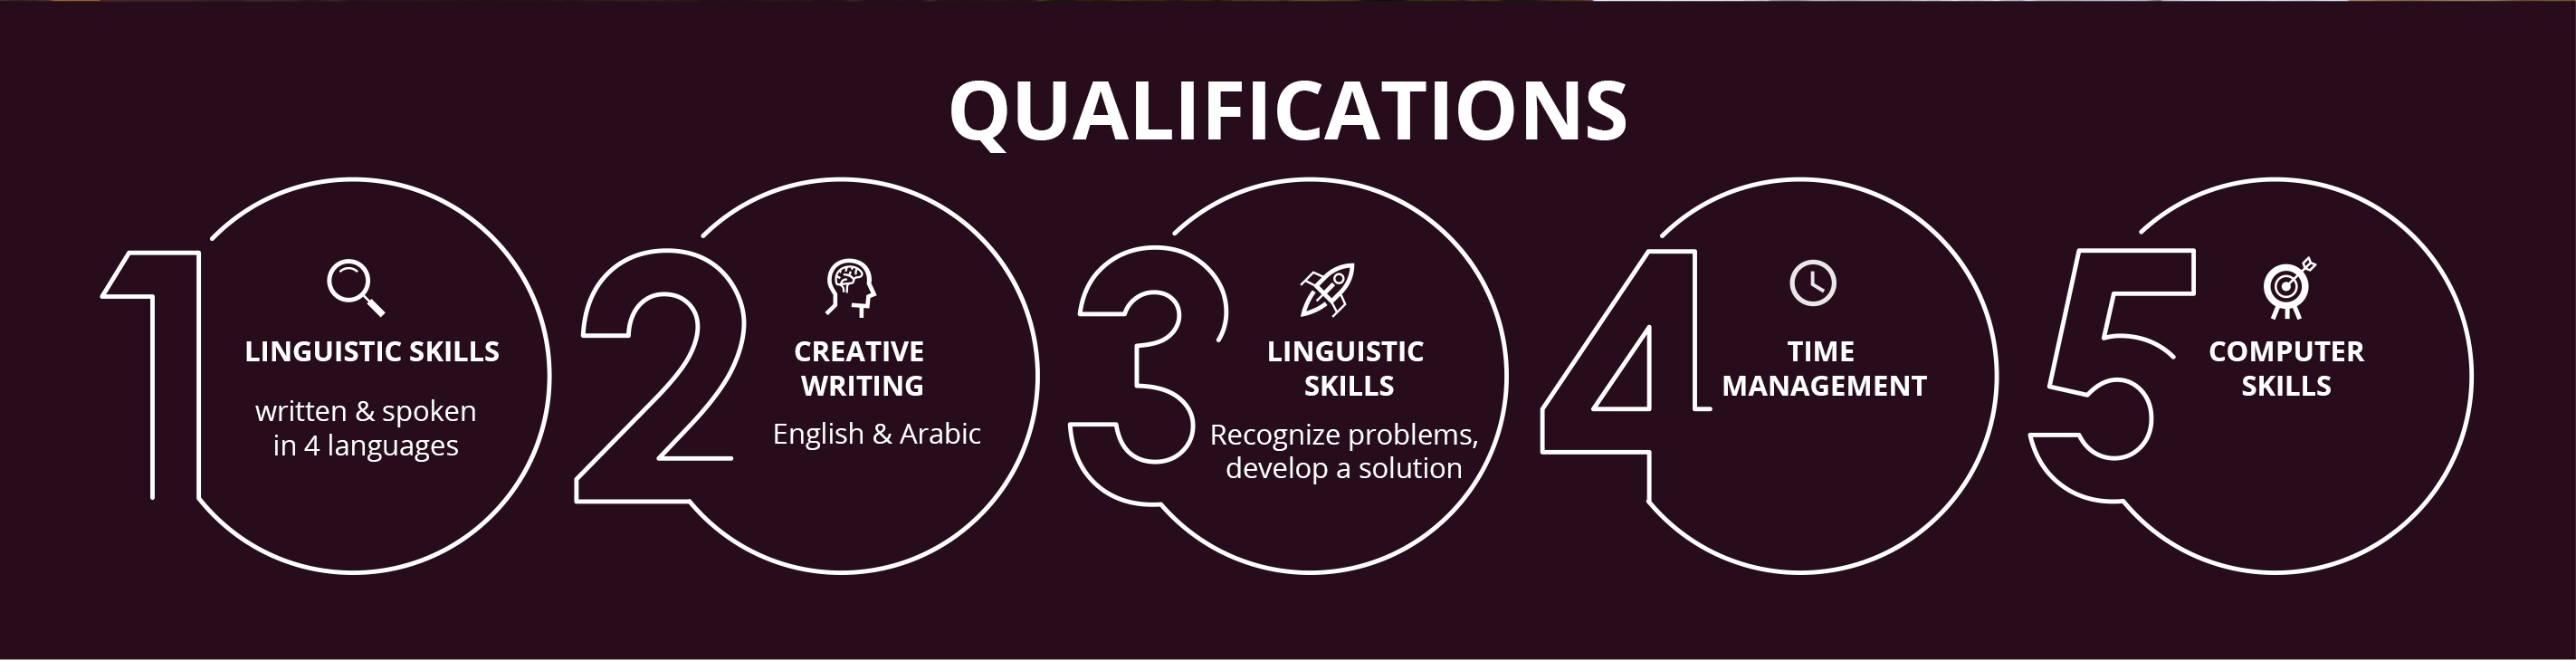 QUALIFICATIONS
1
LINGUISTIC SKILLS
written & spoken
in 4 languages
2
CREATIVE
WRITING
English & Arabic
3
LINGUISTIC
SKILLS
Recognize problems,
develop a solution
4
TIME
MANAGEMENT
5
COMPUTER
SKILLS